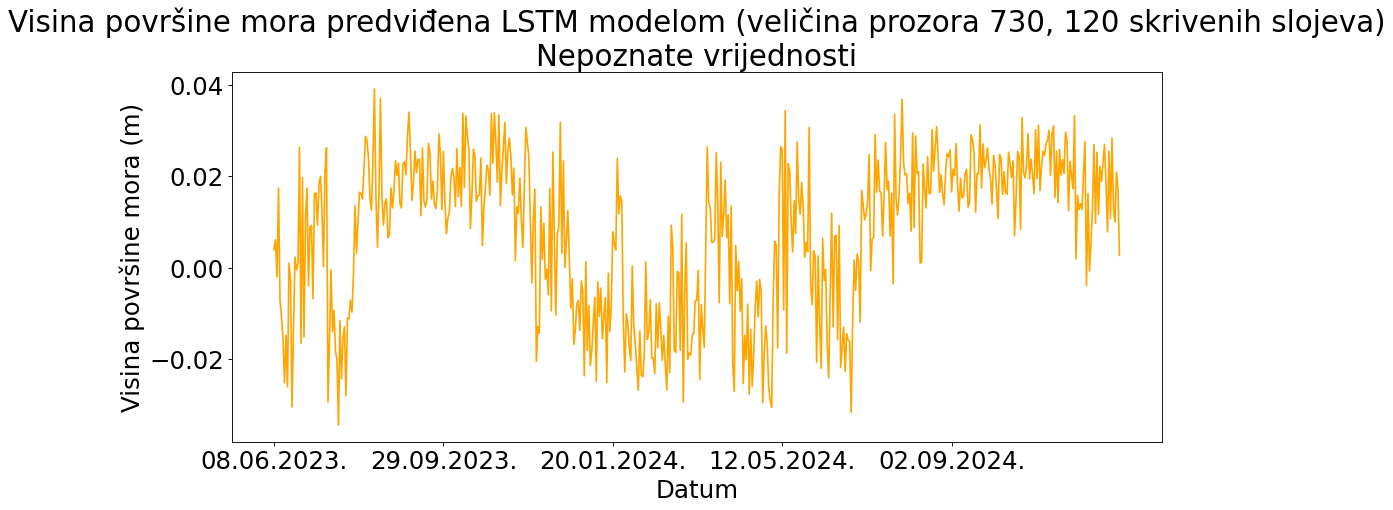 Visina površine mora predviđena LSTM modelom (veličina prozora 730, 120 skrivenih slojeva)
Nepoznate vrijednosti
Visina površine mora (m)
0.04
0.02
0.00
−0.02
08.06.2023. 29.09.2023. 20.01.2024. 12.05.2024. 02.09.2024.
Datum